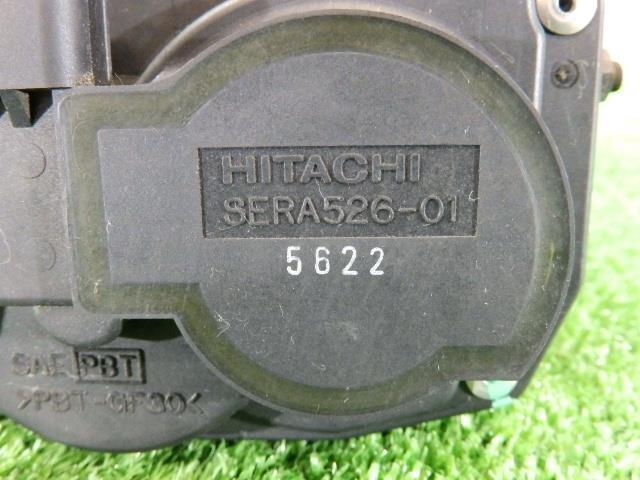 HITACHI
SERA526-01
5622
SAE PBT
>PBT-GF30<